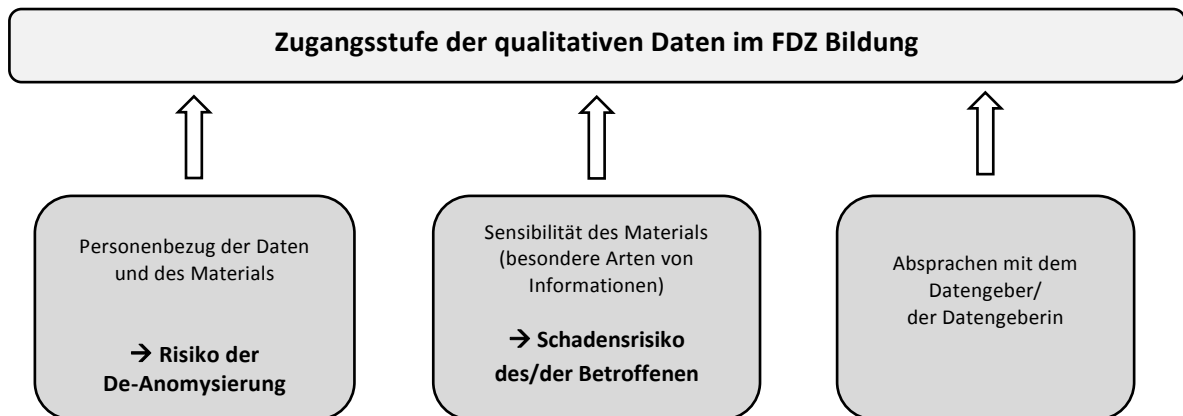 Zugangsstufe der qualitativen Daten im FDZ Bildung
Personenbezug der Daten
und des Materials
→ Risiko der
De-Anomysierung
Sensibilität des Materials
(besondere Arten von
Informationen)
→ Schadensrisiko
des/der Betroffenen
Absprachen mit dem
Datengeber/
der Datengeberin